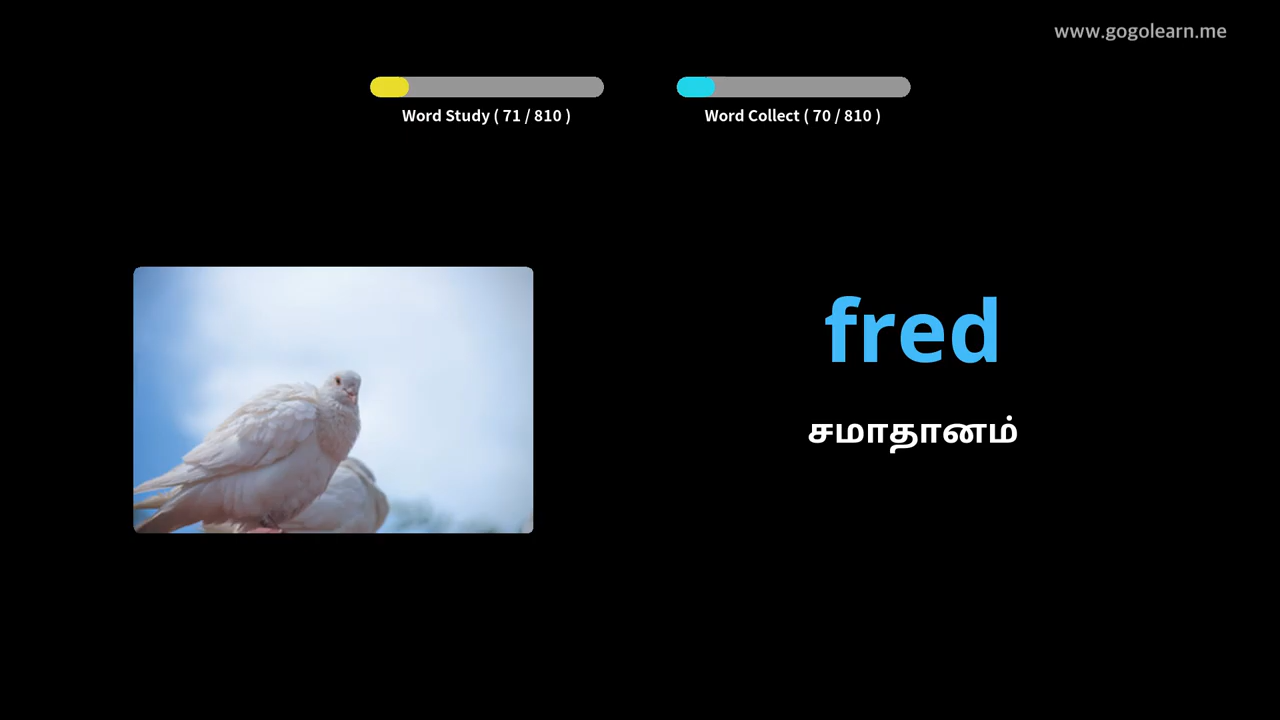 www.gogolearn.me
Word Study ( 71 / 810 )
Word Collect ( 70 / 810 )
fred
சமாதானம்